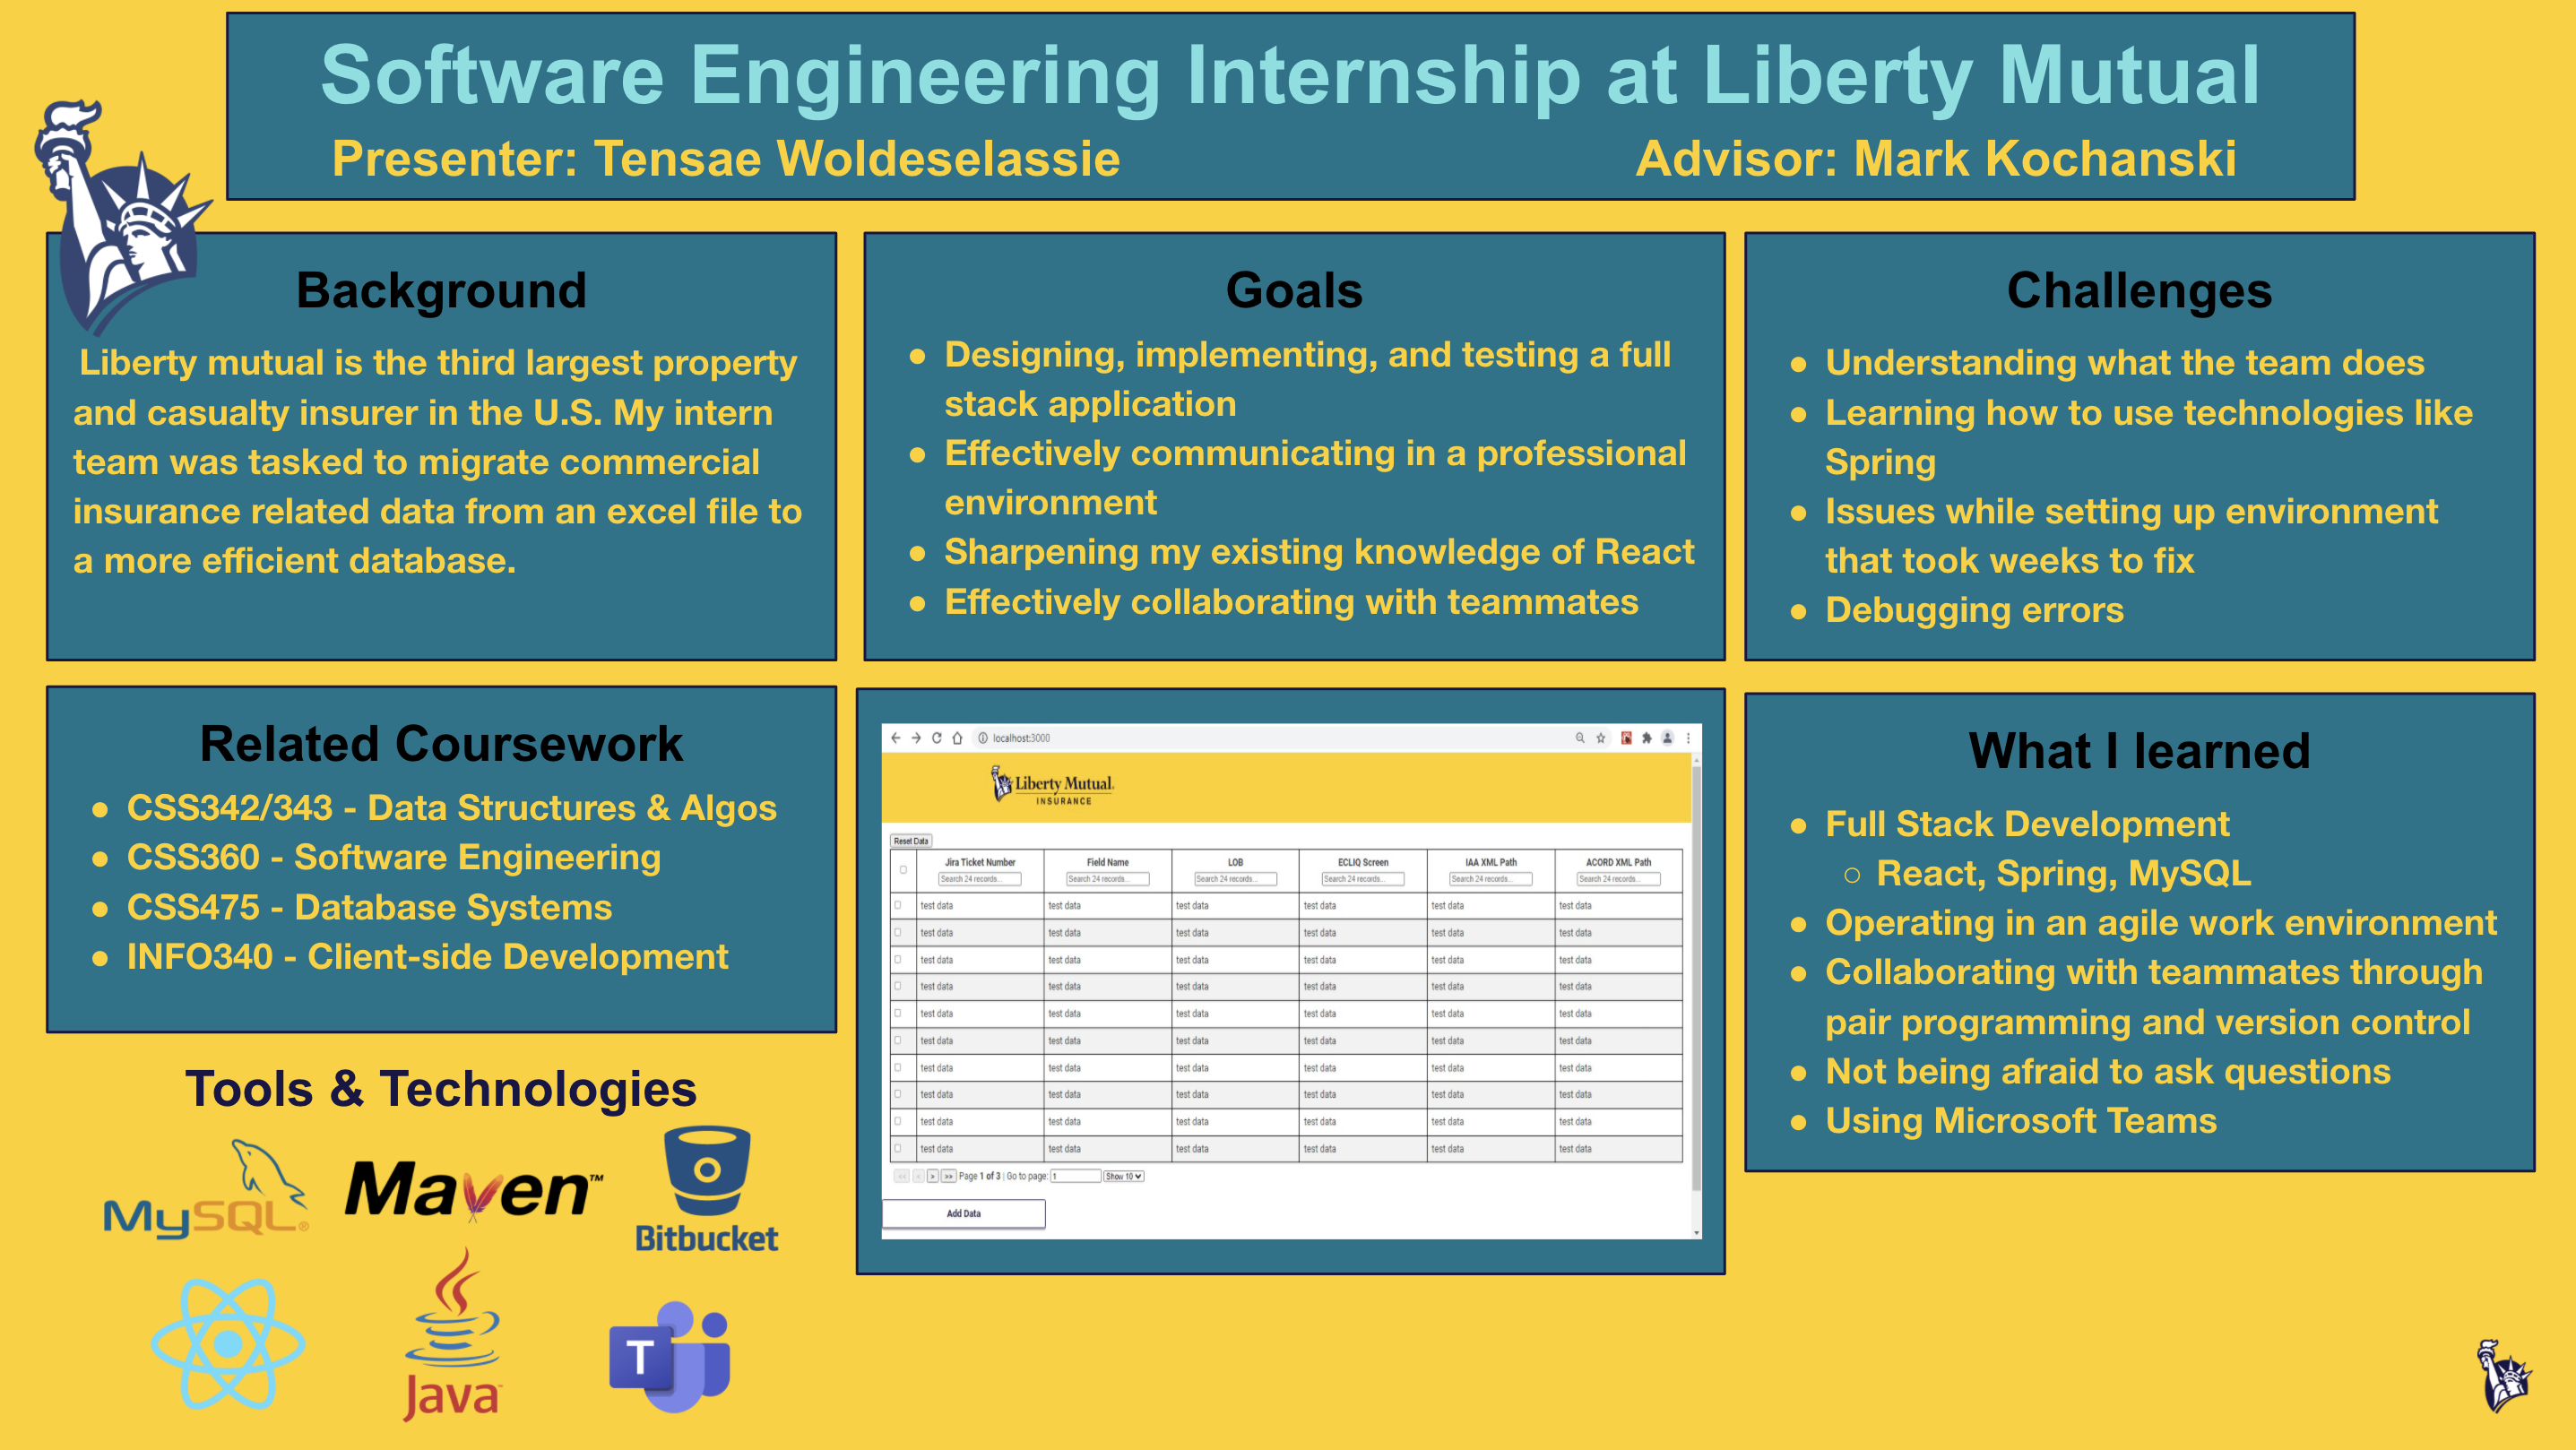 Software Engineering Internship at Liberty Mutual
Presenter: Tensae Woldeselassie
Advisor: Mark Kochanski
Background
Liberty mutual is the third largest property
and casualty insurer in the U.S. My intern
team was tasked to migrate commercial
insurance related data from an excel file to
a more efficient database.
Goals
● Designing, implementing, and testing a full
stack application
● Effectively communicating in a professional
environment
● Sharpening my existing knowledge of React
● Effectively collaborating with teammates
Challenges
● Understanding what the team does
● Learning how to use technologies like
Spring
● Issues while setting up environment
that took weeks to fix
● Debugging errors
Related Coursework
● CSS342/343 - Data Structures & Algos
● CSS360 - Software Engineering
● CSS475 - Database Systems
● INFO340 - Client-side Development
Tools & Technologies
MySQL®
Maven™
Bitbucket
Java™
T
localhost:3000
Liberty Mutual.
INSURANCE
Reset Data
Jira Ticket Number Field Name LOB ECLIQ Screen IAA XML Path ACORD XML Path
Search 24 records... Search 24 records... Search 24 records... Search 24 records... Search 24 records... Search 24 records...
test data test data test data test data test data test data
test data test data test data test data test data test data
test data test data test data test data test data test data
test data test data test data test data test data test data
test data test data test data test data test data test data
test data test data test data test data test data test data
test data test data test data test data test data test data
test data test data test data test data test data test data
test data test data test data test data test data test data
test data test data test data test data test data test data
<< < > >> Page 1 of 3 | Go to page: 1 Show 10
Add Data
What I learned
● Full Stack Development
○ React, Spring, MySQL
● Operating in an agile work environment
● Collaborating with teammates through
pair programming and version control
● Not being afraid to ask questions
● Using Microsoft Teams